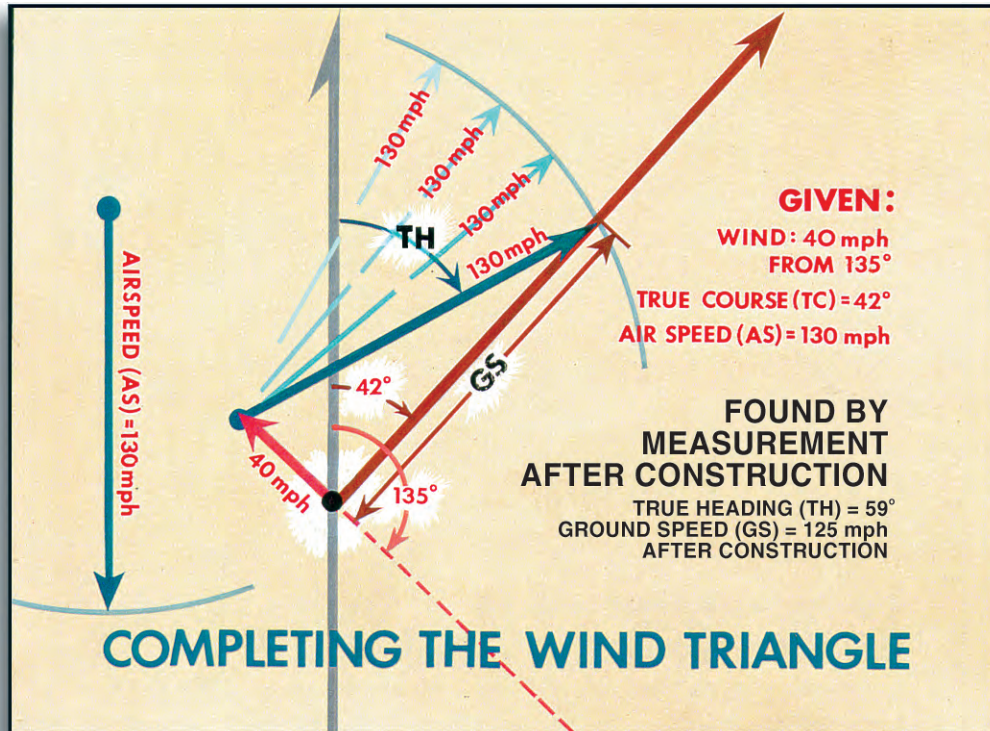 130 mph
130 mph
130 mph
TH
130 mph
AIRSPEED (AS)=130mph
GIVEN:
WIND: 40 mph
FROM 135°
TRUE COURSE (TC) = 42°
AIR SPEED (AS) = 130 mph
42°
GS
40 mph
135°
FOUND BY
MEASUREMENT
AFTER CONSTRUCTION
TRUE HEADING (TH) = 59°
GROUND SPEED (GS) = 125 mph
AFTER CONSTRUCTION
COMPLETING THE WIND TRIANGLE